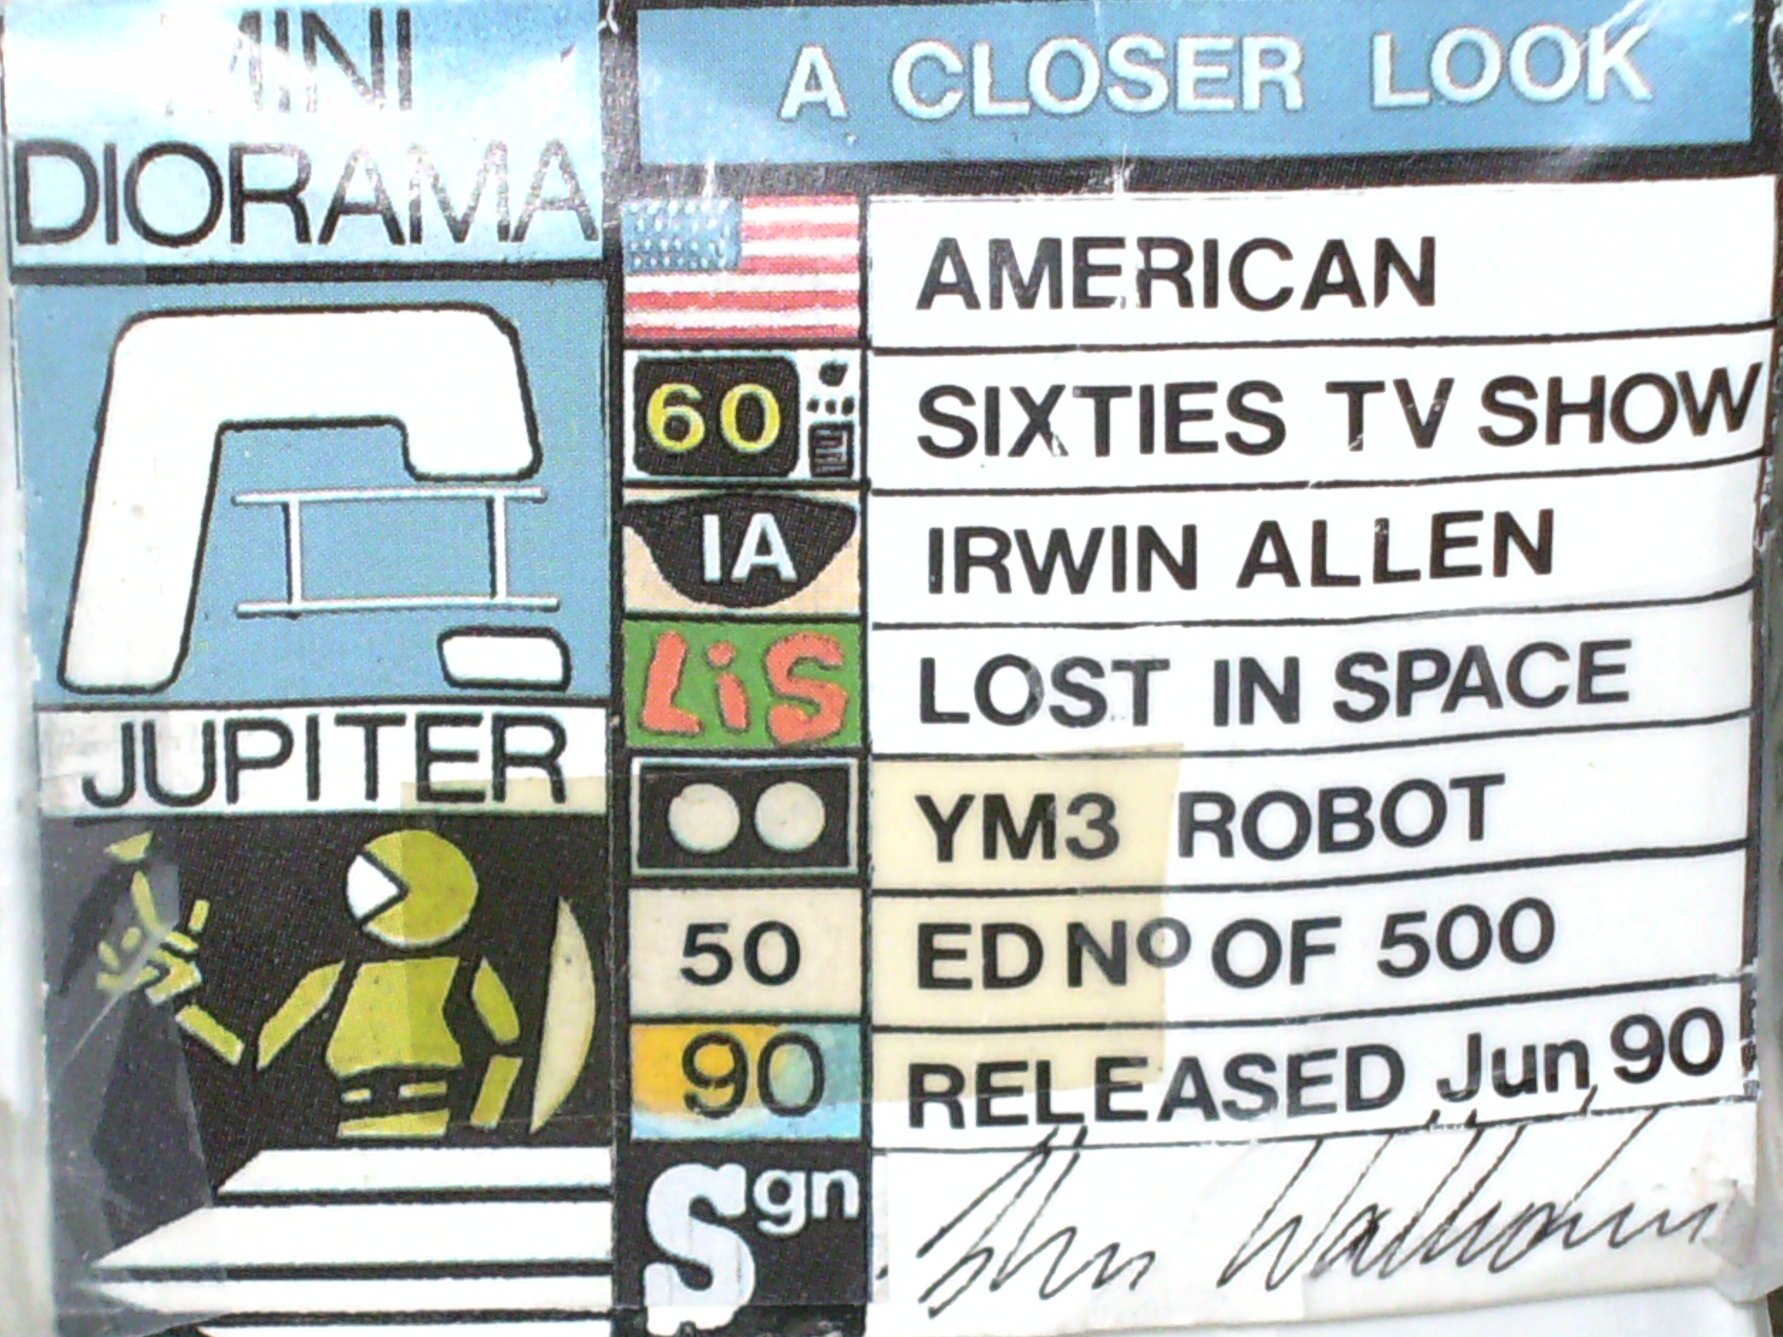 MINI
DIORAMA
JUPITER
A CLOSER LOOK
AMERICAN
60 SIXTIES TV SHOW
IA IRWIN ALLEN
LiS LOST IN SPACE
YM3 ROBOT
50 ED Nº OF 500
90 RELEASED Jun 90
Sgn